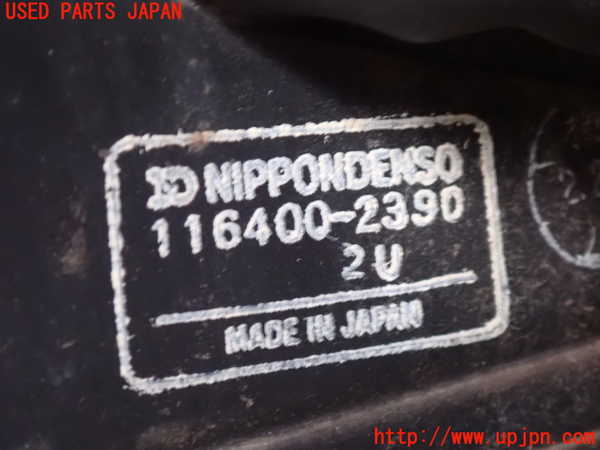 USED PARTS JAPAN
ND NIPPONDENSO
116400-2390
2U
MADE IN JAPAN
http://www.upjpn.com/